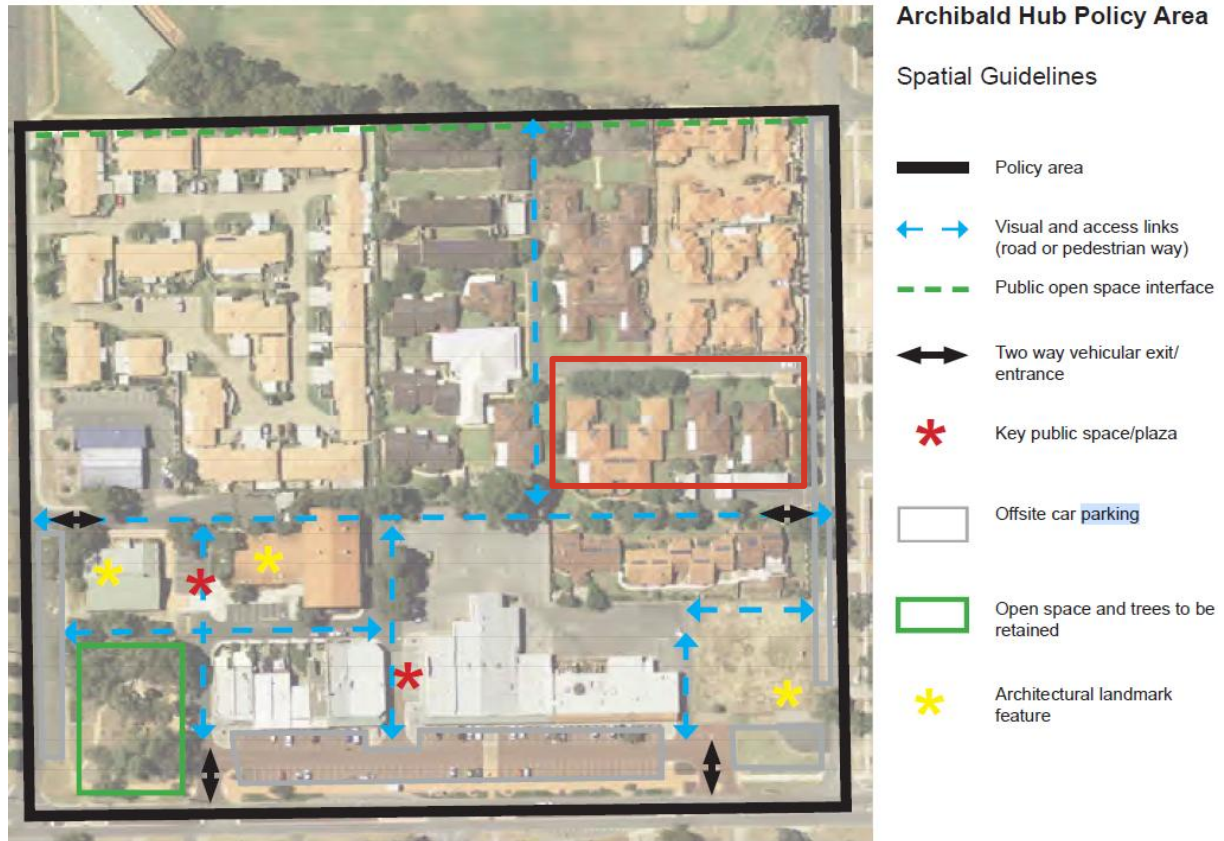 Archibald Hub Policy Area
Spatial Guidelines
Policy area
Visual and access links
(road or pedestrian way)
Public open space interface
Two way vehicular exit/
entrance
Key public space/plaza
Offsite car parking
Open space and trees to be
retained
Architectural landmark
feature